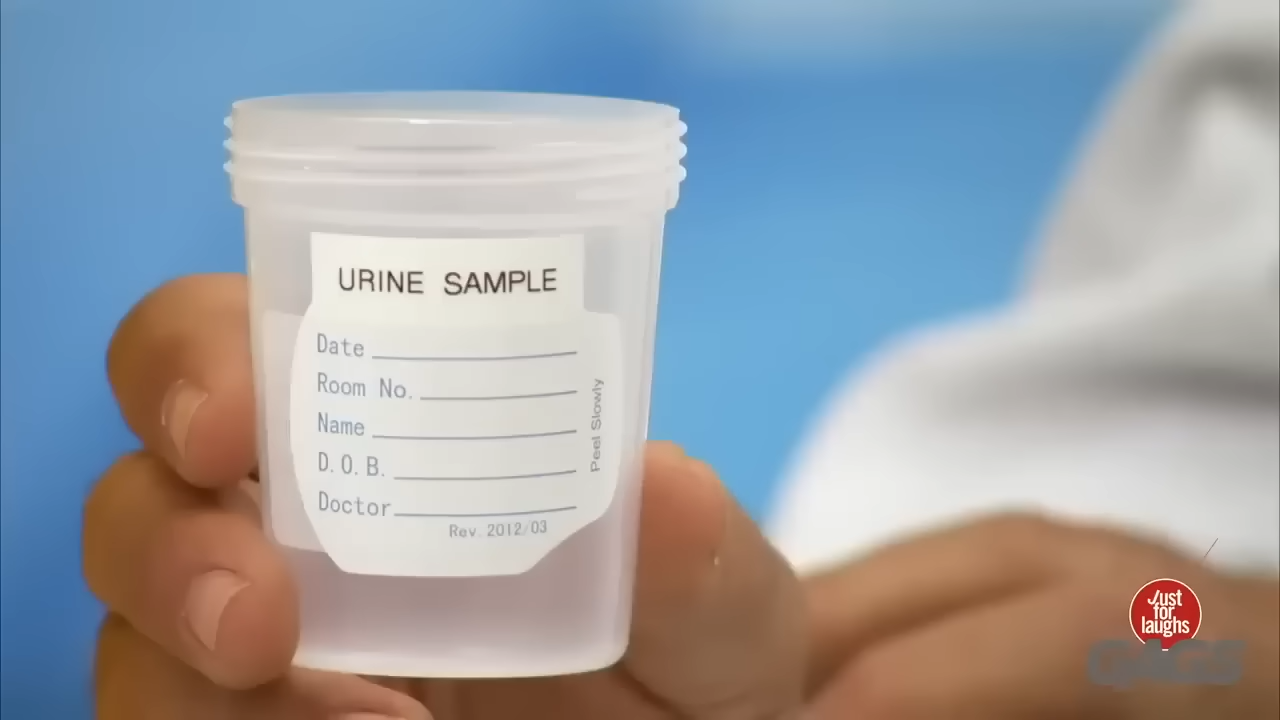 URINE SAMPLE
Date
Room No.
Name
D.O.B.
Doctor
Rev. 2012/03
Peel Slowly
Just
for
laughs
GAGS